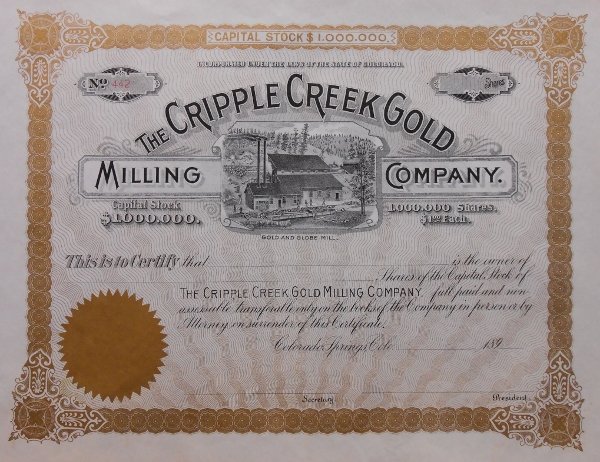 CAPITAL STOCK $1.000.000.
INCORPORATED UNDER THE LAWS OF THE STATE OF COLORADO.
No 442
Shares
THE CRIPPLE CREEK GOLD
MILLING COMPANY.
Capital Stock
$1.000.000.
1.000.000 Shares.
$1.00 Each.
GOLD AND GLOBE MILL.
This is to Certify that is the owner of
Shares of the Capital Stock of
THE CRIPPLE CREEK GOLD MILLING COMPANY. full paid and non-
assessable transferable only on the books of the Company in person or by
Attorney on surrender of this Certificate.
Colorado Springs, Colo. 189
Secretary
President